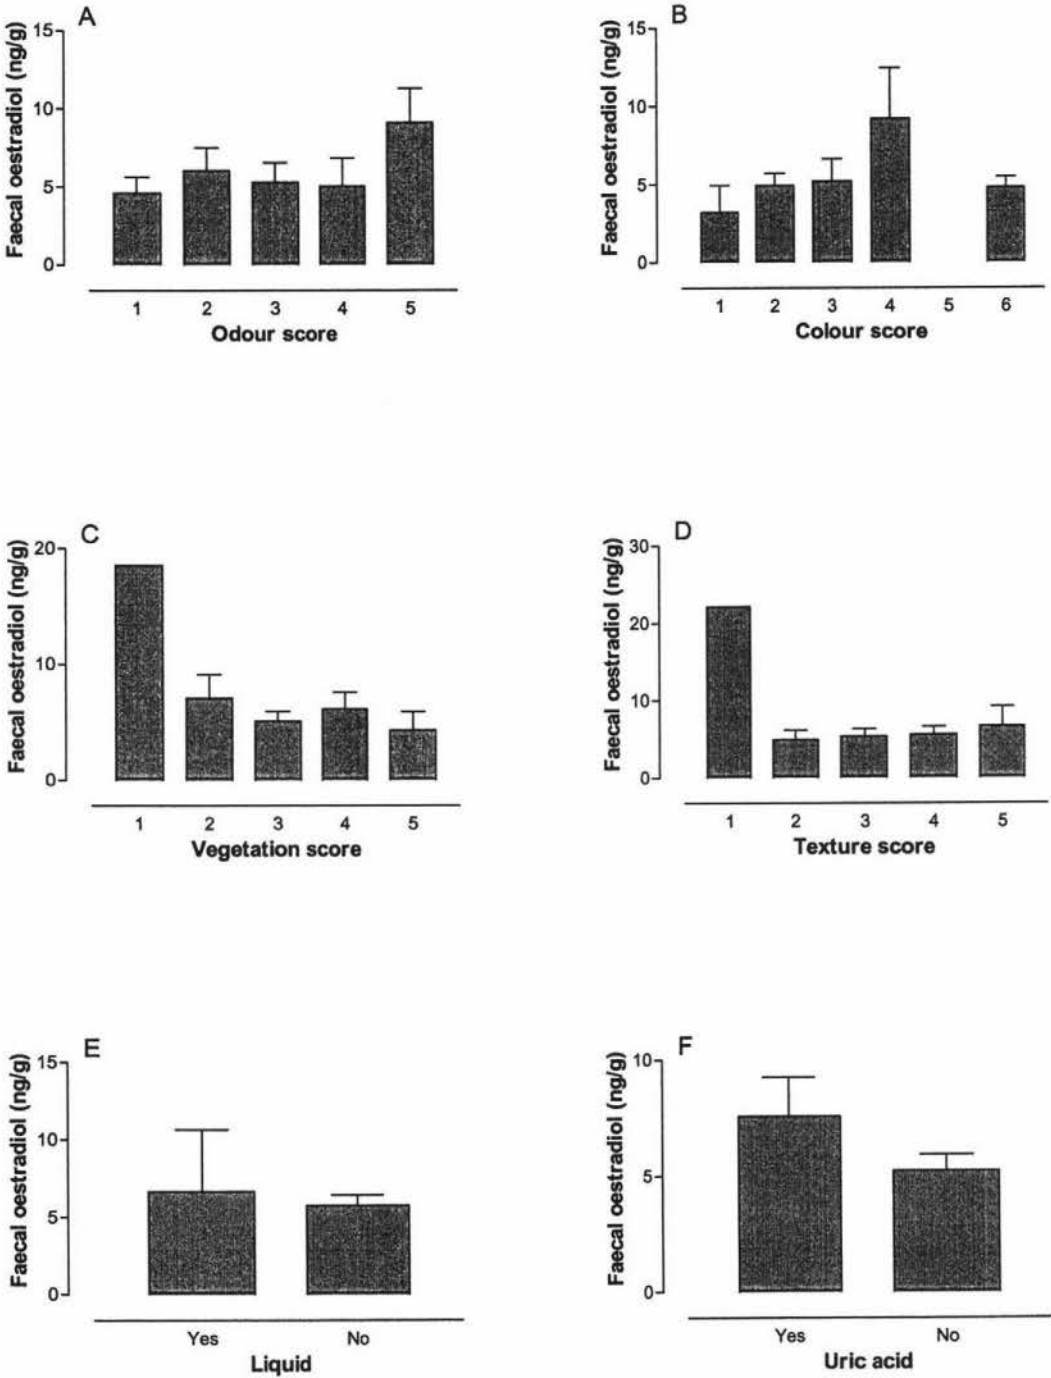 A
Faecal oestradiol (ng/g)
15
10
5
0
1 2 3 4 5
Odour score
B
Faecal oestradiol (ng/g)
15
10
5
0
1 2 3 4 5 6
Colour score
C
Faecal oestradiol (ng/g)
20
10
0
1 2 3 4 5
Vegetation score
D
Faecal oestradiol (ng/g)
30
20
10
0
1 2 3 4 5
Texture score
E
Faecal oestradiol (ng/g)
15
10
5
0
Yes No
Liquid
F
Faecal oestradiol (ng/g)
10
5
0
Yes No
Uric acid